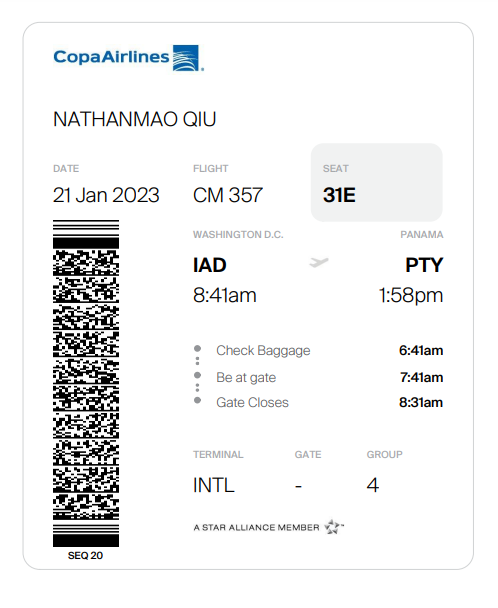 CopaAirlines
NATHANMAO QIU
DATE FLIGHT SEAT
21 Jan 2023 CM 357 31E
WASHINGTON D.C. PANAMA
IAD PTY
8:41am 1:58pm
Check Baggage 6:41am
Be at gate 7:41am
Gate Closes 8:31am
TERMINAL GATE GROUP
INTL - 4
A STAR ALLIANCE MEMBER
SEQ 20